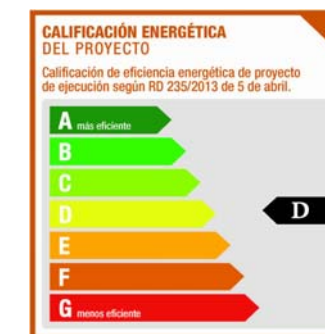 CALIFICACIÓN ENERGÉTICA
DEL PROYECTO
Calificación de eficiencia energética de proyecto
de ejecución según RD 235/2013 de 5 de abril.
A más eficiente
B
C
D
D
E
F
G menos eficiente